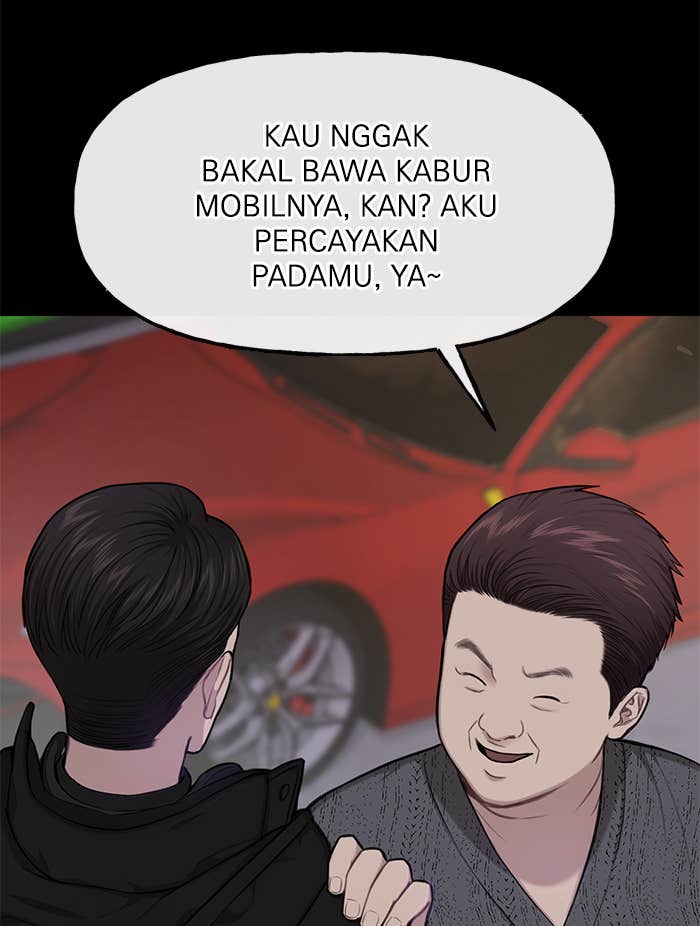 KAU NGGAK
BAKAL BAWA KABUR
MOBILNYA, KAN? AKU
PERCAYAKAN
PADAMU, YA~